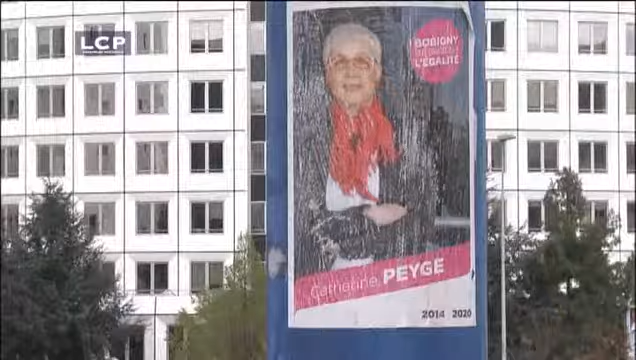 LCP
BOBIGNY
L'ÉGALITÉ
Catherine PEYGE
2014 2020